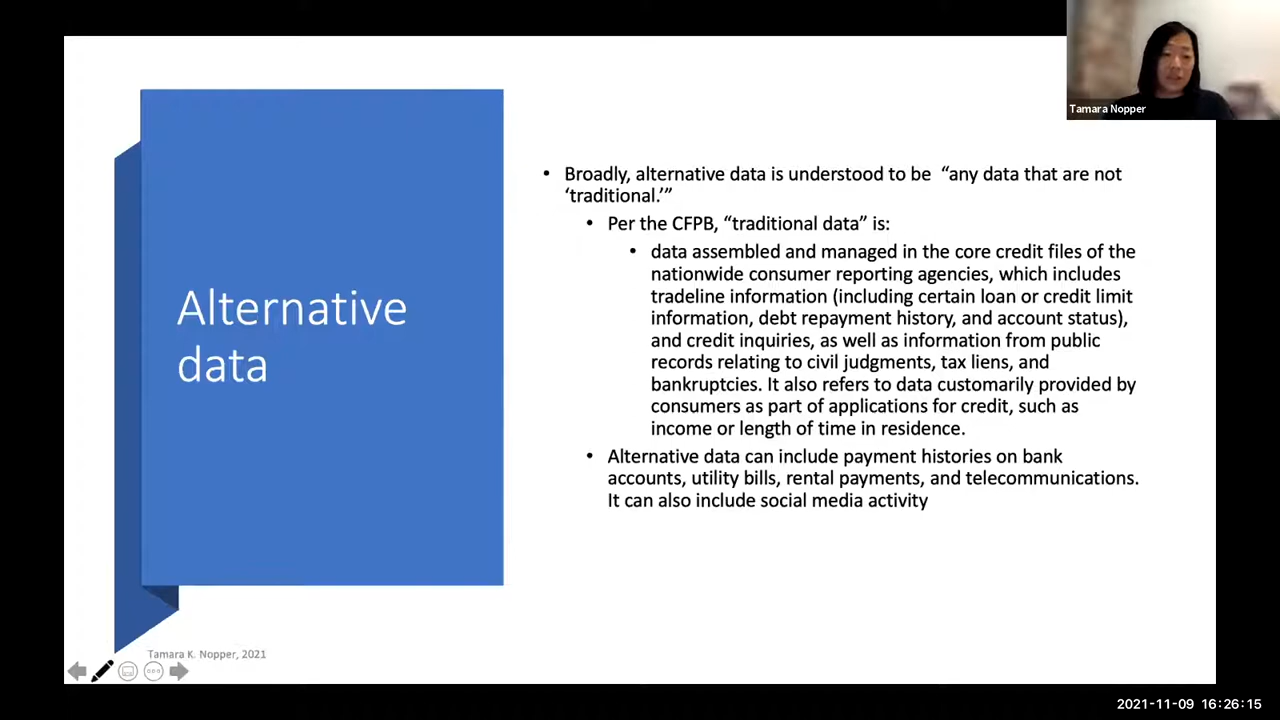 Tamara Nopper
Alternative
data
• Broadly, alternative data is understood to be  “any data that are not
‘traditional.’”
• Per the CFPB, “traditional data” is:
• data assembled and managed in the core credit files of the
nationwide consumer reporting agencies, which includes
tradeline information (including certain loan or credit limit
information, debt repayment history, and account status),
and credit inquiries, as well as information from public
records relating to civil judgments, tax liens, and
bankruptcies. It also refers to data customarily provided by
consumers as part of applications for credit, such as
income or length of time in residence.
• Alternative data can include payment histories on bank
accounts, utility bills, rental payments, and telecommunications.
It can also include social media activity
Tamara K. Nopper, 2021
2021-11-09 16:26:15